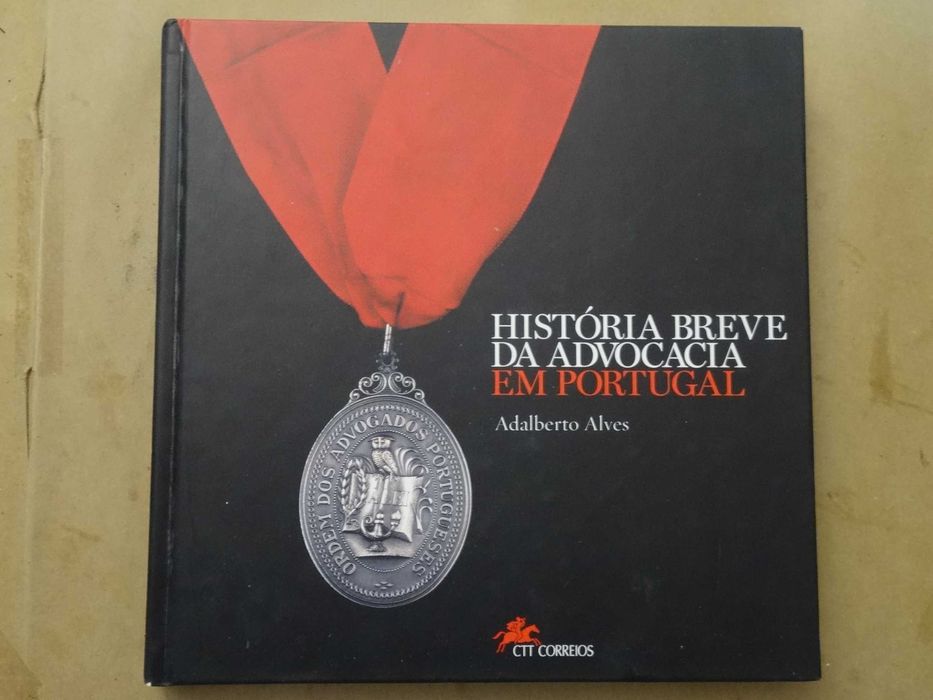 HISTÓRIA BREVE
DA ADVOCACIA
EM PORTUGAL
Adalberto Alves
ORDEM DOS ADVOGADOS PORTUGUESES
CTT CORREIOS